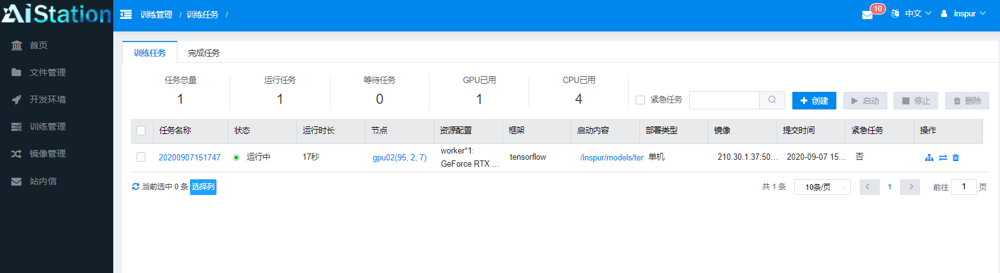 AiStation
训练管理 / 训练任务 /
10
中文
inspur
首页
文件管理
开发环境
训练管理
镜像管理
站内信
训练任务 完成任务
任务总量 运行任务 等待任务 GPU已用 CPU已用
1 1 0 1 4
紧急任务 创建 启动 停止 删除
任务名称 状态 运行时长 节点 资源配置 框架 启动内容 部署类型 镜像 提交时间 紧急任务 操作
20200907151747 运行中 17秒 gpu02(95, 2, 7) worker*1: GeForce RTX ... tensorflow /inspur/models/ter 单机 210.30.1.37:50... 2020-09-07 15... 否
当前选中 0 条 选择列 共 1 条 10条/页 1 前往 1 页